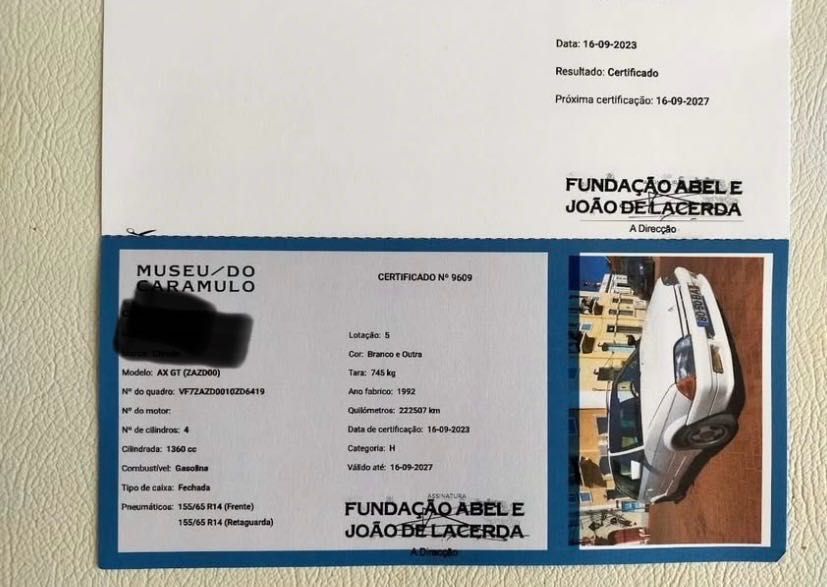 Data: 16-09-2023
Resultado: Certificado
Próxima certificação: 16-09-2027
FUNDAÇÃO ABEL E
JOÃO DE LACERDA
A Direcção
MUSEU/DO
CARAMULO
CERTIFICADO Nº 9609
Modelo: AX GT (ZAZD00)
Nº do quadro: VF7ZAZD0010ZD6419
Nº do motor:
Nº de cilindros: 4
Cilindrada: 1360 cc
Combustível: Gasolina
Tipo de caixa: Fechada
Pneumáticos: 155/65 R14 (Frente)
155/65 R14 (Retaguarda)
Lotação: 5
Cor: Branco e Outra
Tara: 745 kg
Ano fabrico: 1992
Quilómetros: 222507 km
Data de certificação: 16-09-2023
Categoria: H
Válido até: 16-09-2027
ASSINATURA
FUNDAÇÃO ABEL E
JOÃO DE LACERDA
A Direcção